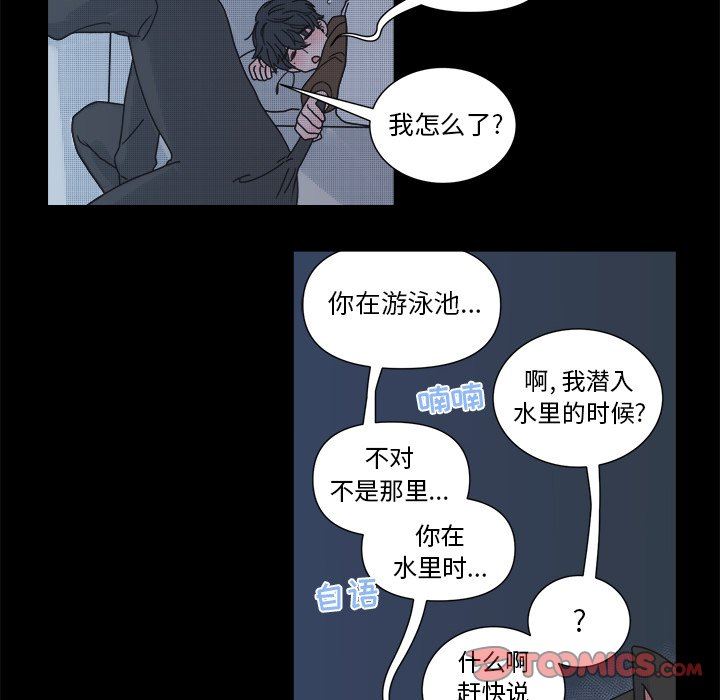 我怎么了?
你在游泳池...
啊, 我潜入
水里的时候?
喃喃
不对
不是那里...
你在
水里时...
自语
?
什么啊
赶快说
TOOMICS.COM